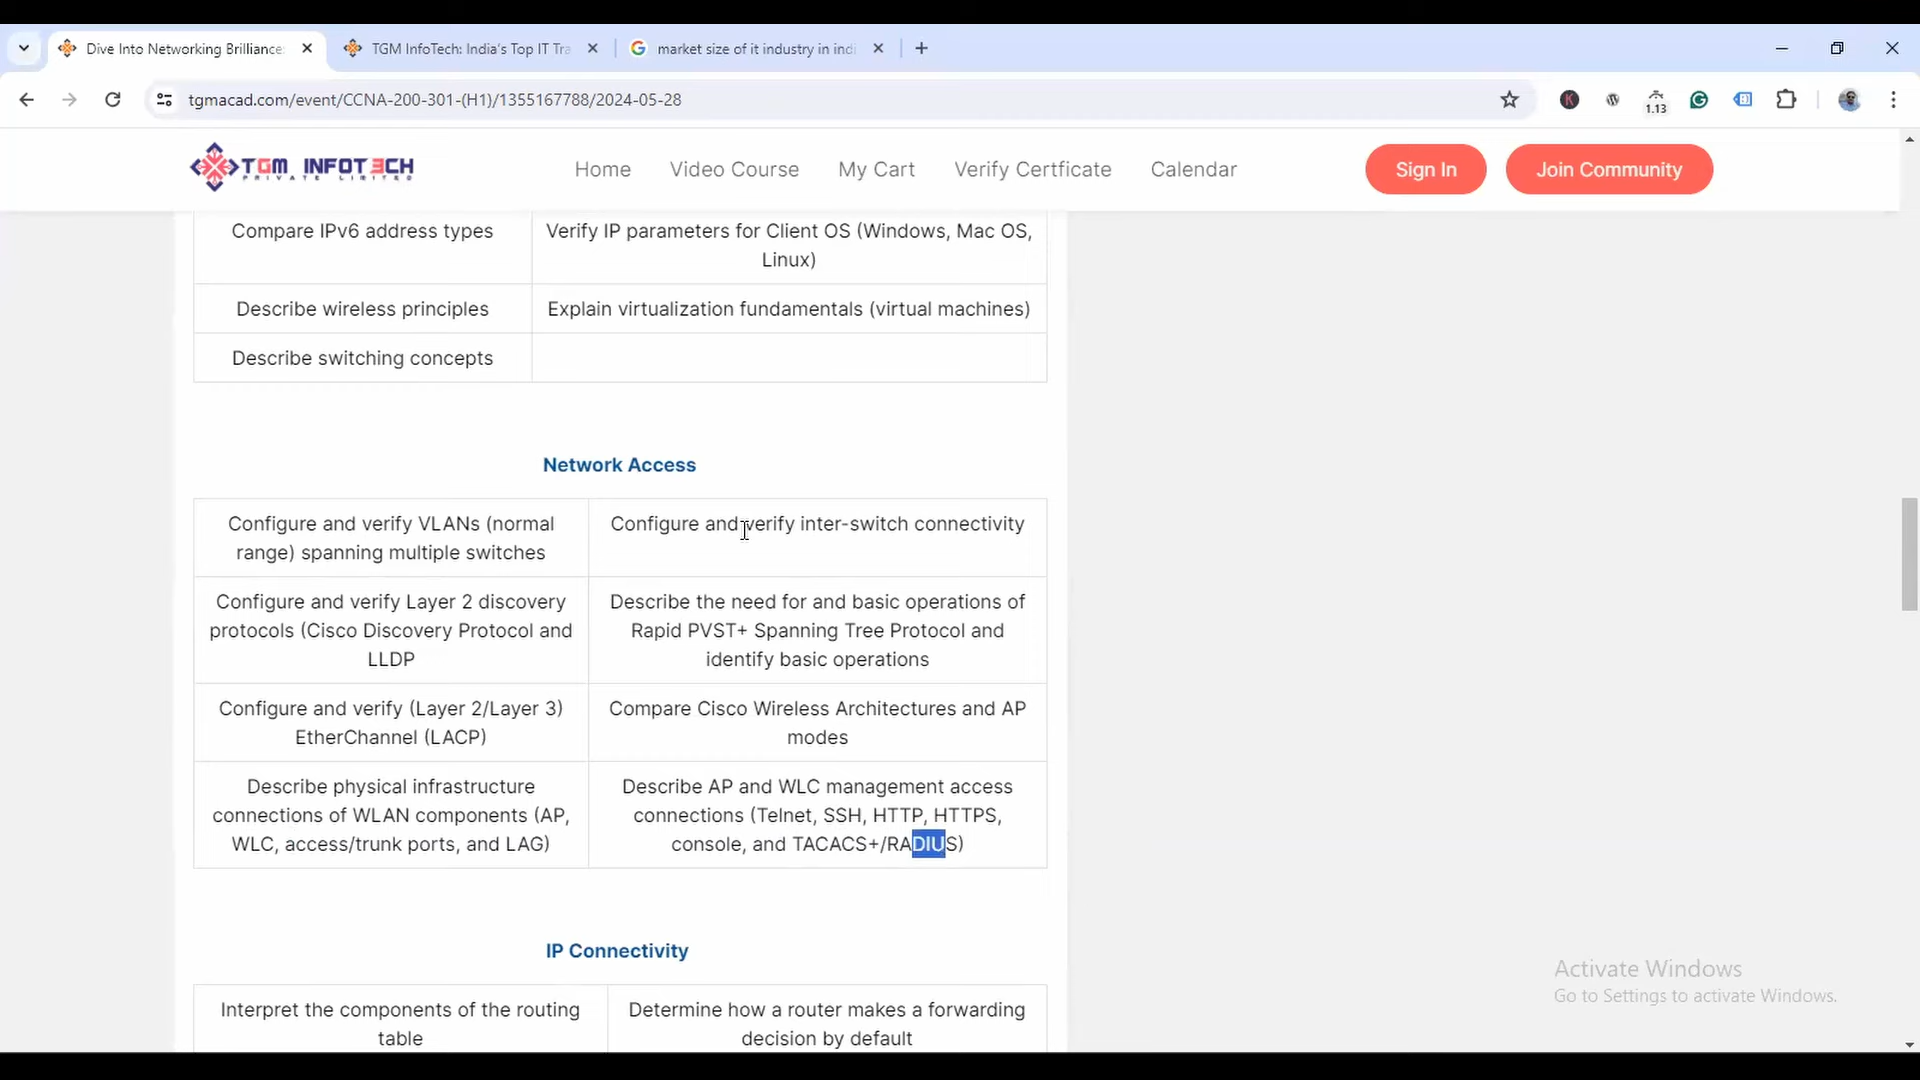 Dive Into Networking Brilliance:
TGM InfoTech: India's Top IT Tra
market size of it industry in indi
tgmacad.com/event/CCNA-200-301-(H1)/1355167788/2024-05-28
1.13
TGM INFOT3CH
PRIVATE LIMITED
Home
Video Course
My Cart
Verify Certficate
Calendar
Sign In
Join Community
Compare IPv6 address types
Verify IP parameters for Client OS (Windows, Mac OS,
Linux)
Describe wireless principles
Explain virtualization fundamentals (virtual machines)
Describe switching concepts
Network Access
Configure and verify VLANs (normal
range) spanning multiple switches
Configure and verify inter-switch connectivity
Configure and verify Layer 2 discovery
protocols (Cisco Discovery Protocol and
LLDP
Describe the need for and basic operations of
Rapid PVST+ Spanning Tree Protocol and
identify basic operations
Configure and verify (Layer 2/Layer 3)
EtherChannel (LACP)
Compare Cisco Wireless Architectures and AP
modes
Describe physical infrastructure
connections of WLAN components (AP,
WLC, access/trunk ports, and LAG)
Describe AP and WLC management access
connections (Telnet, SSH, HTTP, HTTPS,
console, and TACACS+/RADIUS)
IP Connectivity
Interpret the components of the routing
table
Determine how a router makes a forwarding
decision by default
Activate Windows
Go to Settings to activate Windows.